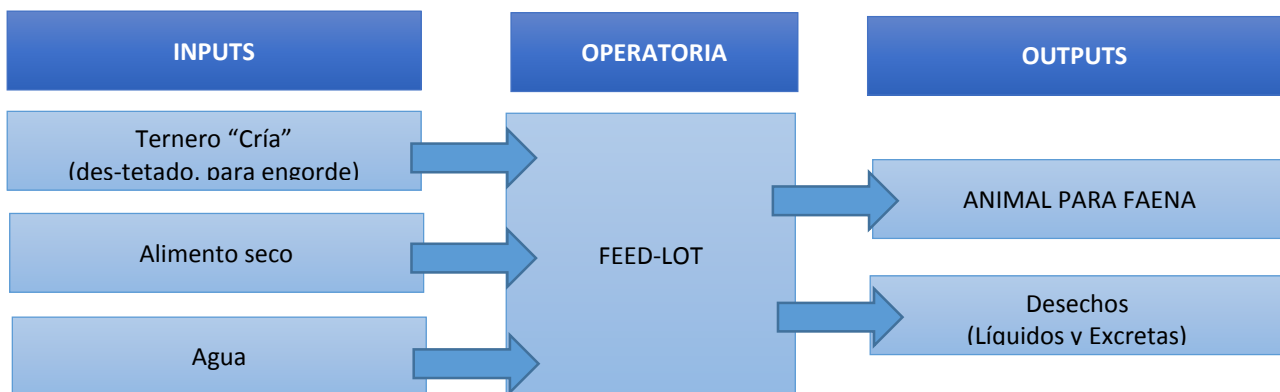 INPUTS
OPERATORIA
OUTPUTS
Ternero “Cría”
(des-tetado, para engorde)
Alimento seco
Agua
FEED-LOT
ANIMAL PARA FAENA
Desechos
(Líquidos y Excretas)